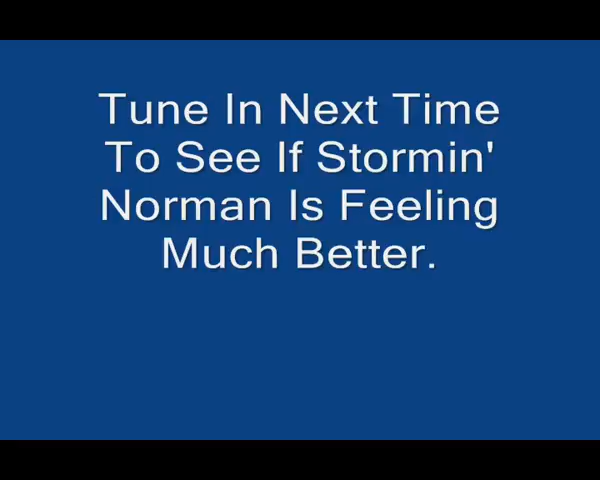 Tune In Next Time
To See If Stormin'
Norman Is Feeling
Much Better.